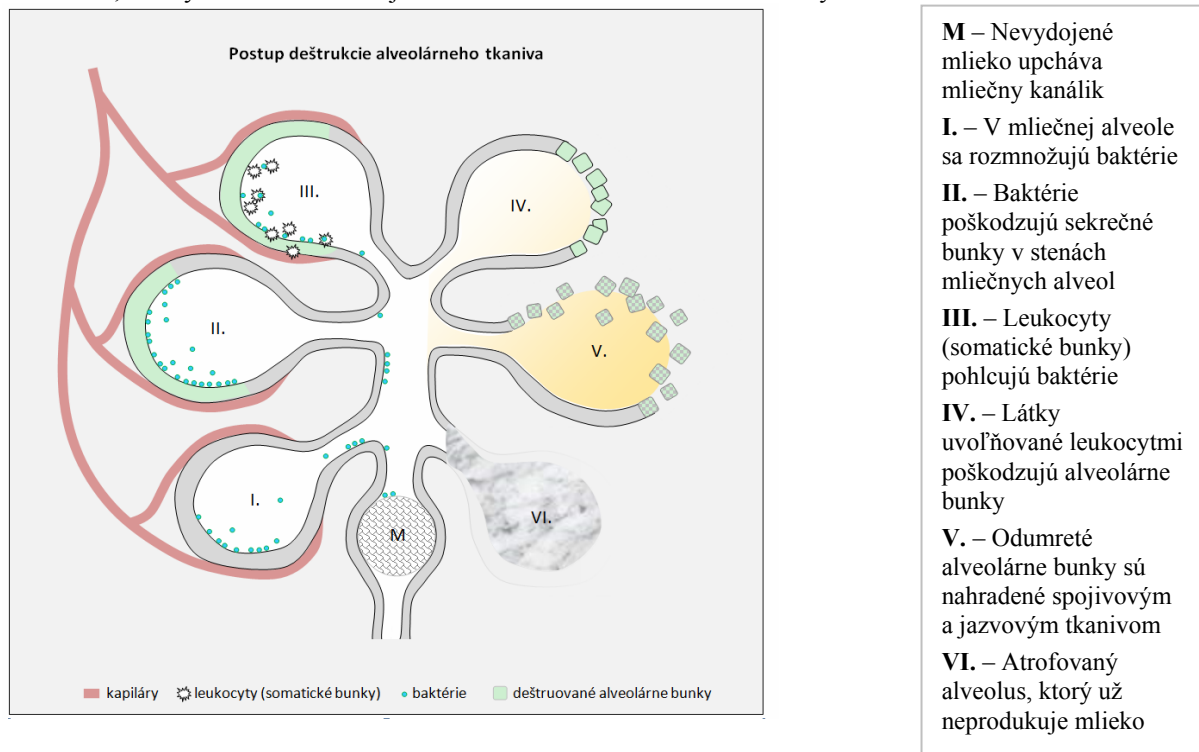 Postup deštrukcie alveolárneho tkaniva
III.
IV.
II.
V.
I.
M
VI.
kapiláry
leukocyty (somatické bunky)
baktérie
deštruované alveolárne bunky
M – Nevydojené
mlieko upcháva
mliečny kanálik
I. – V mliečnej alveole
sa rozmnožujú baktérie
II. – Baktérie
poškodzujú sekrečné
bunky v stenách
mliečnych alveol
III. – Leukocyty
(somatické bunky)
pohlcujú baktérie
IV. – Látky
uvoľňované leukocytmi
poškodzujú alveolárne
bunky
V. – Odumreté
alveolárne bunky sú
nahradené spojivovým
a jazvovým tkanivom
VI. – Atrofovaný
alveolus, ktorý už
neprodukuje mlieko